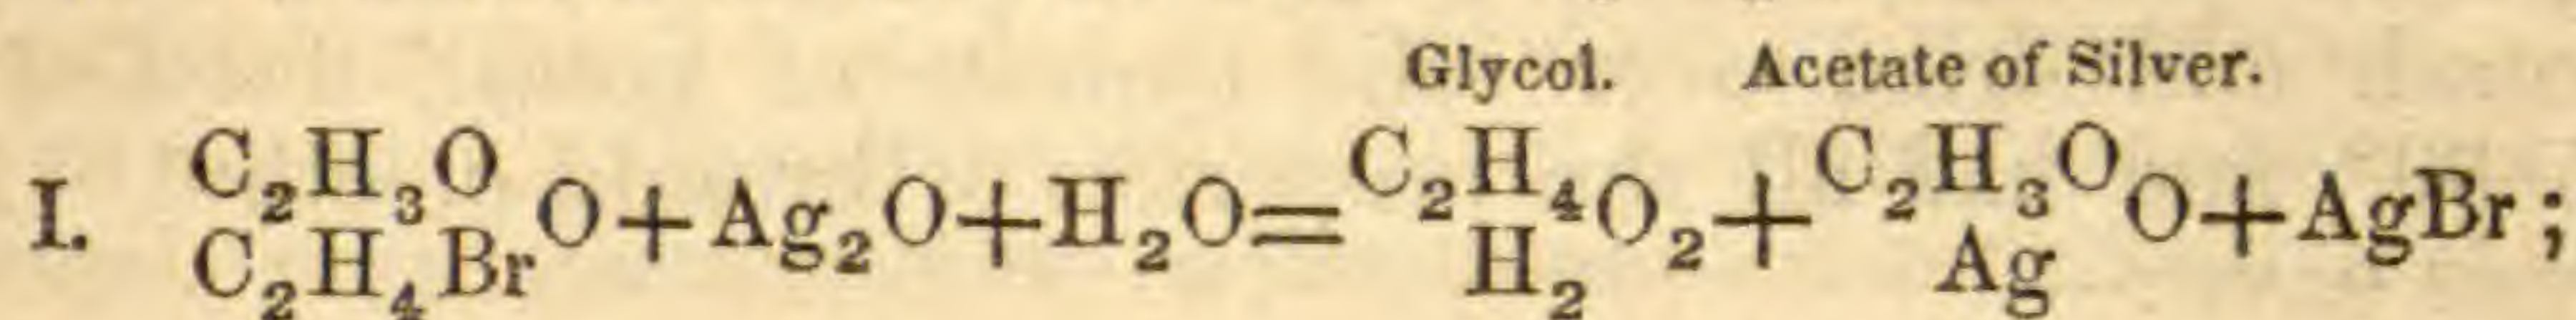 Glycol. Acetate of Silver.
C₂H₃O C₂H₄ C₂H₃O
I. O+Ag₂O+H₂O= O₂+ O+AgBr;
C₂H₄Br H₂ Ag